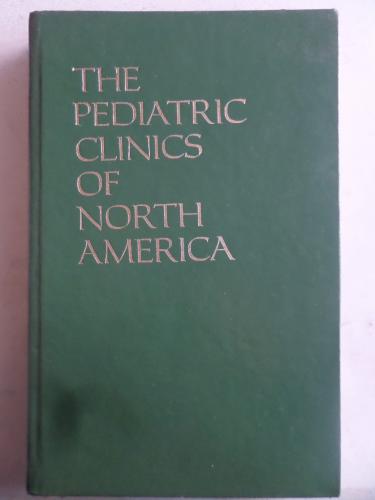 THE
PEDIATRIC
CLINICS
OF
NORTH
AMERICA